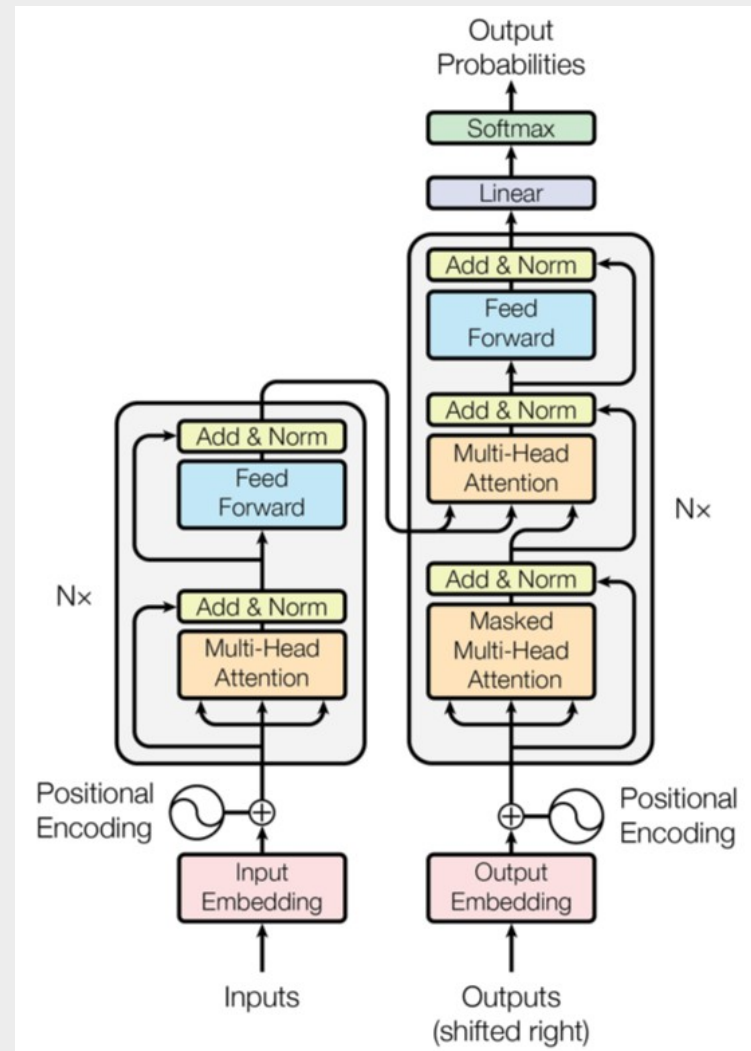 Output
Probabilities
Softmax
Linear
Add & Norm
Feed
Forward
Add & Norm
Multi-Head
Attention
Add & Norm
Masked
Multi-Head
Attention
N×
Positional
Encoding
Output
Embedding
Outputs
(shifted right)
Add & Norm
Feed
Forward
Add & Norm
Multi-Head
Attention
N×
Positional
Encoding
Input
Embedding
Inputs